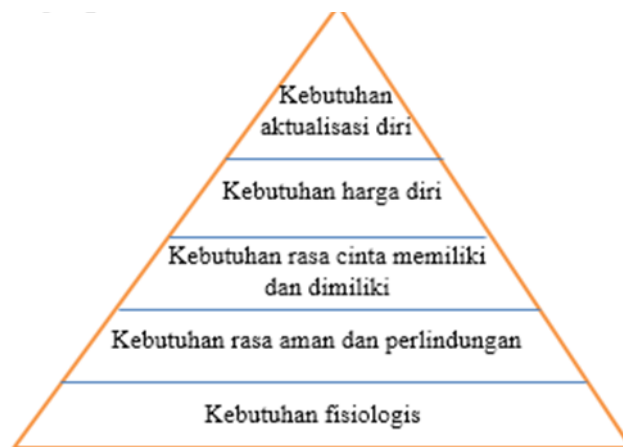 Kebutuhan
aktualisasi diri
Kebutuhan harga diri
Kebutuhan rasa cinta memiliki
dan dimiliki
Kebutuhan rasa aman dan perlindungan
Kebutuhan fisiologis